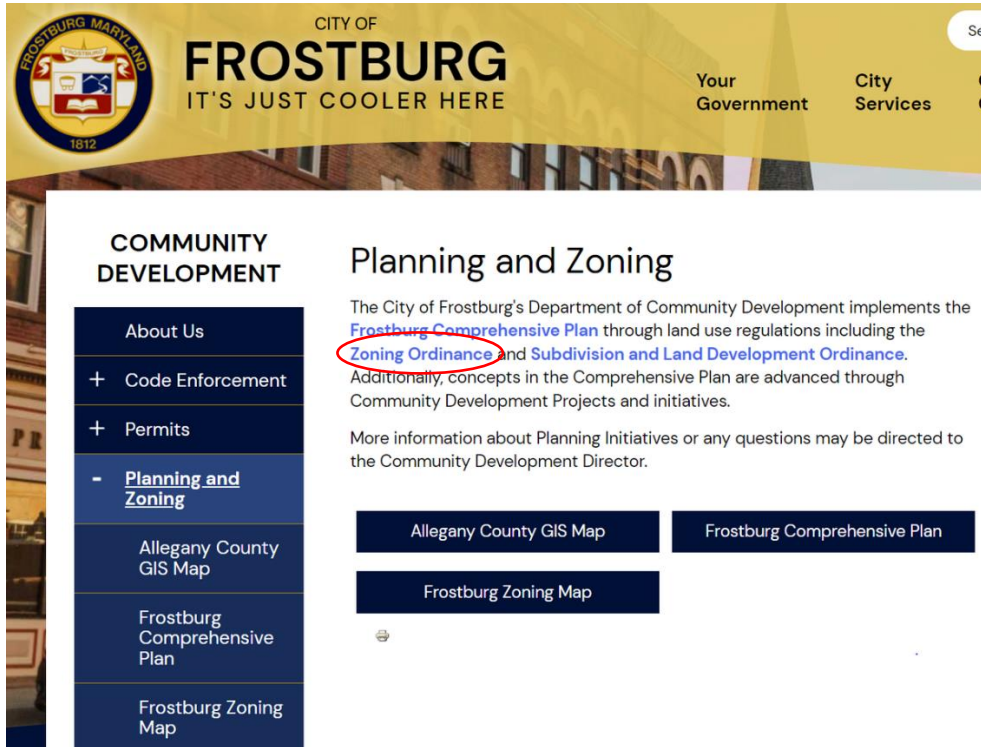 CITY OF
FROSTBURG
IT'S JUST COOLER HERE
FROSTBURG MARYLAND
1812
Your
Government
City
Services
COMMUNITY
DEVELOPMENT
About Us
+ Code Enforcement
+ Permits
- Planning and
Zoning
Allegany County
GIS Map
Frostburg
Comprehensive
Plan
Frostburg Zoning
Map
Planning and Zoning
The City of Frostburg's Department of Community Development implements the
Frostburg Comprehensive Plan through land use regulations including the
Zoning Ordinance and Subdivision and Land Development Ordinance.
Additionally, concepts in the Comprehensive Plan are advanced through
Community Development Projects and initiatives.
More information about Planning Initiatives or any questions may be directed to
the Community Development Director.
Allegany County GIS Map
Frostburg Comprehensive Plan
Frostburg Zoning Map